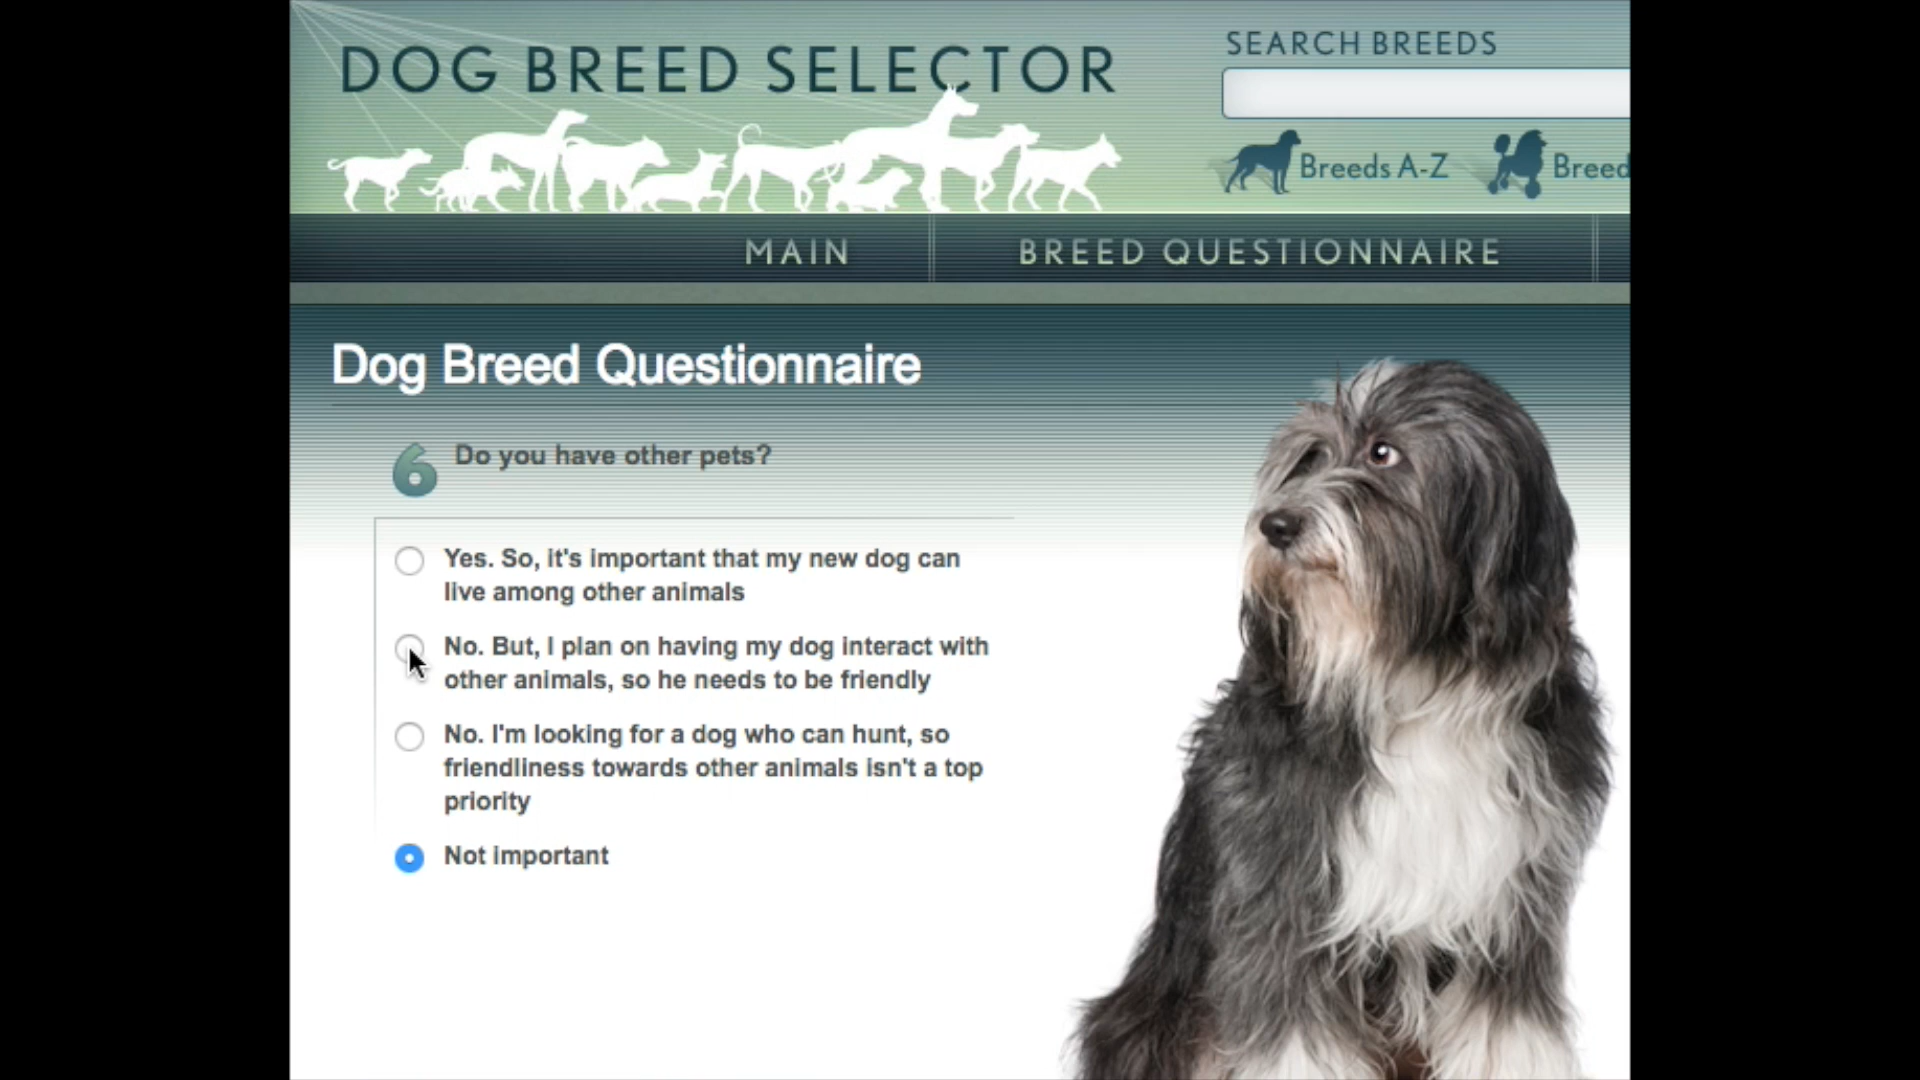 DOG BREED SELECTOR
SEARCH BREEDS
Breeds A-Z
Breed
MAIN
BREED QUESTIONNAIRE
Dog Breed Questionnaire
6 Do you have other pets?
Yes. So, it's important that my new dog can
live among other animals
No. But, I plan on having my dog interact with
other animals, so he needs to be friendly
No. I'm looking for a dog who can hunt, so
friendliness towards other animals isn't a top
priority
Not important